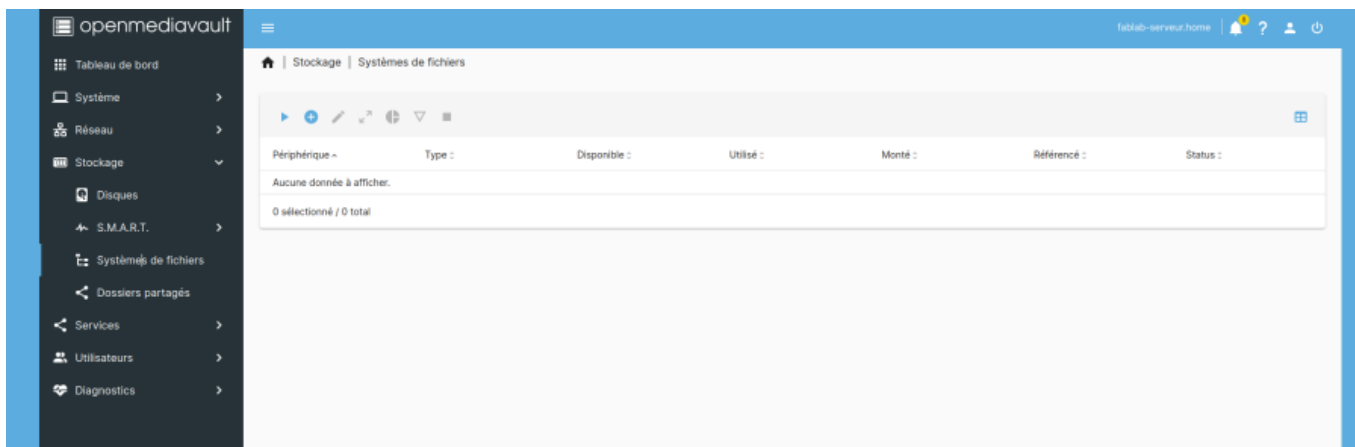 openmediavault
fablab-serveur.home
Tableau de bord
Système
Réseau
Stockage
Disques
S.M.A.R.T.
Systèmes de fichiers
Dossiers partagés
Services
Utilisateurs
Diagnostics
| Stockage | Systèmes de fichiers
Périphérique Type Disponible Utilisé Monté Référencé Status
Aucune donnée à afficher.
0 sélectionné / 0 total